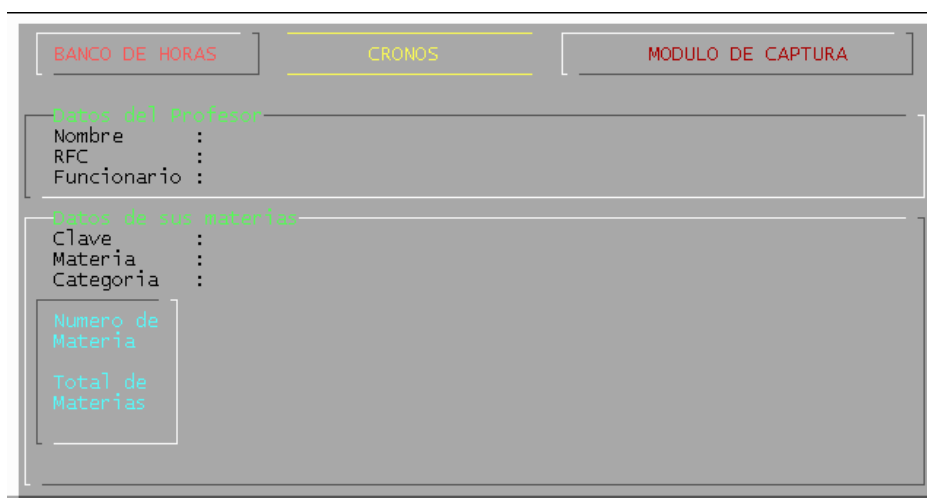 BANCO DE HORAS CRONOS MODULO DE CAPTURA
Datos del Profesor
Nombre :
RFC :
Funcionario :
Datos de sus materias
Clave :
Materia :
Categoria :
Numero de
Materia
Total de
Materias